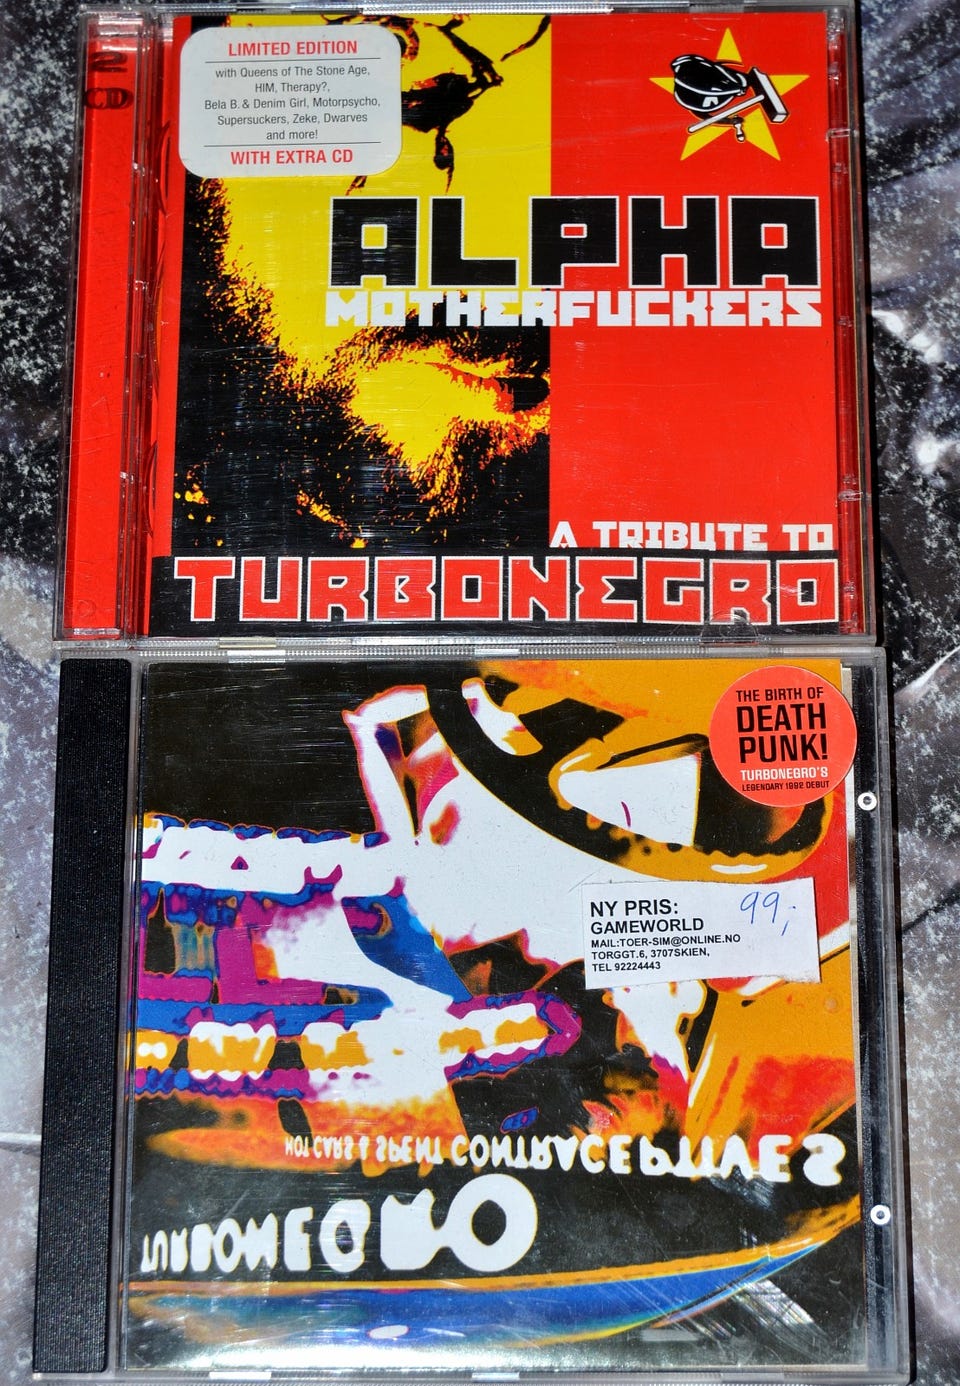 2
CD
LIMITED EDITION
with Queens of The Stone Age,
HIM, Therapy?,
Bela B. & Denim Girl, Motorpsycho,
Supersuckers, Zeke, Dwarves
and more!
WITH EXTRA CD
ALPHA
MOTHERFUCKERS
A TRIBUTE TO
TURBONEGRO
THE BIRTH OF
DEATH
PUNK!
TURBONEGRO'S
LEGENDARY 1992 DEBUT
NY PRIS: 99,-
GAMEWORLD
MAIL:TOER-SIM@ONLINE.NO
TORGGT.6, 3707SKIEN,
TEL 92224443
HOT CARS & SPENT CONTRACEPTIVES
TURBONEGRO